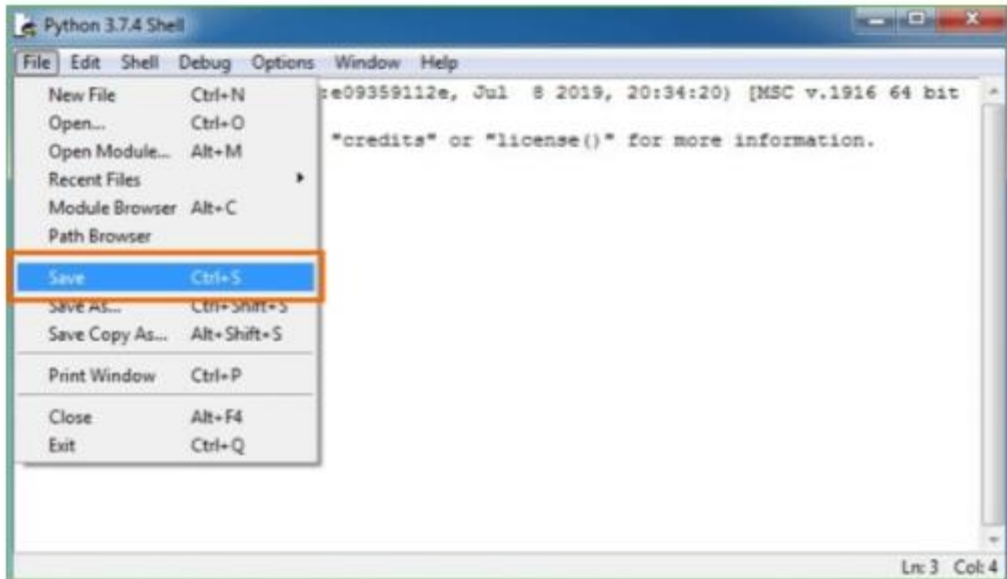 Python 3.7.4 Shell
File Edit Shell Debug Options Window Help
:e09359112e, Jul 8 2019, 20:34:20) [MSC v.1916 64 bit
"credits" or "license()" for more information.
New File Ctrl+N
Open... Ctrl+O
Open Module... Alt+M
Recent Files
Module Browser Alt+C
Path Browser
Save Ctrl+S
Save As... Ctrl+Shift+S
Save Copy As... Alt+Shift+S
Print Window Ctrl+P
Close Alt+F4
Exit Ctrl+Q
Ln: 3 Col: 4